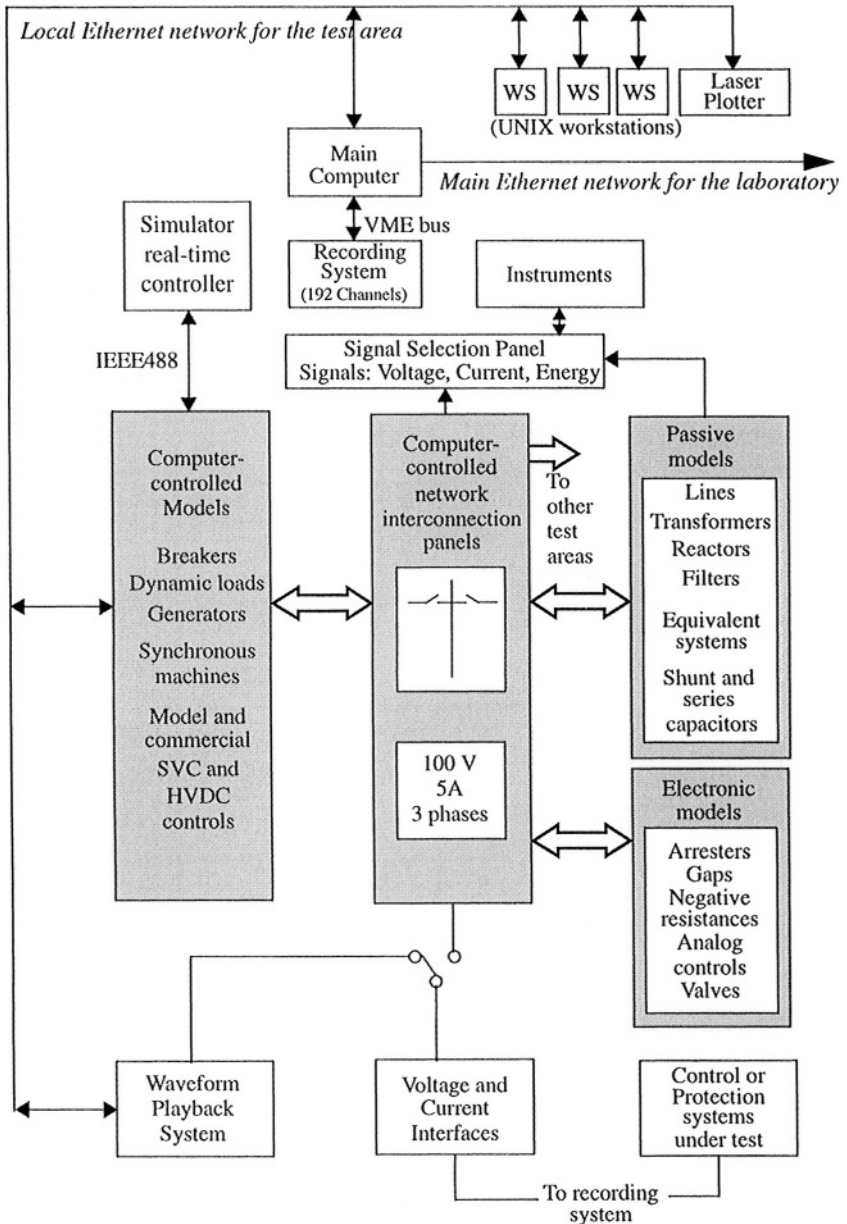 Local Ethernet network for the test area
WS
WS
WS
Laser
Plotter
(UNIX workstations)
Main
Computer
Main Ethernet network for the laboratory
VME bus
Simulator
real-time
controller
Recording
System
(192 Channels)
Instruments
IEEE488
Signal Selection Panel
Signals: Voltage, Current, Energy
Computer-
controlled
Models
Breakers
Dynamic loads
Generators
Synchronous
machines
Model and
commercial
SVC and
HVDC
controls
Computer-
controlled
network
interconnection
panels
100 V
5A
3 phases
To
other
test
areas
Passive
models
Lines
Transformers
Reactors
Filters
Equivalent
systems
Shunt and
series
capacitors
Electronic
models
Arresters
Gaps
Negative
resistances
Analog
controls
Valves
Waveform
Playback
System
Voltage and
Current
Interfaces
Control or
Protection
systems
under test
To recording
system